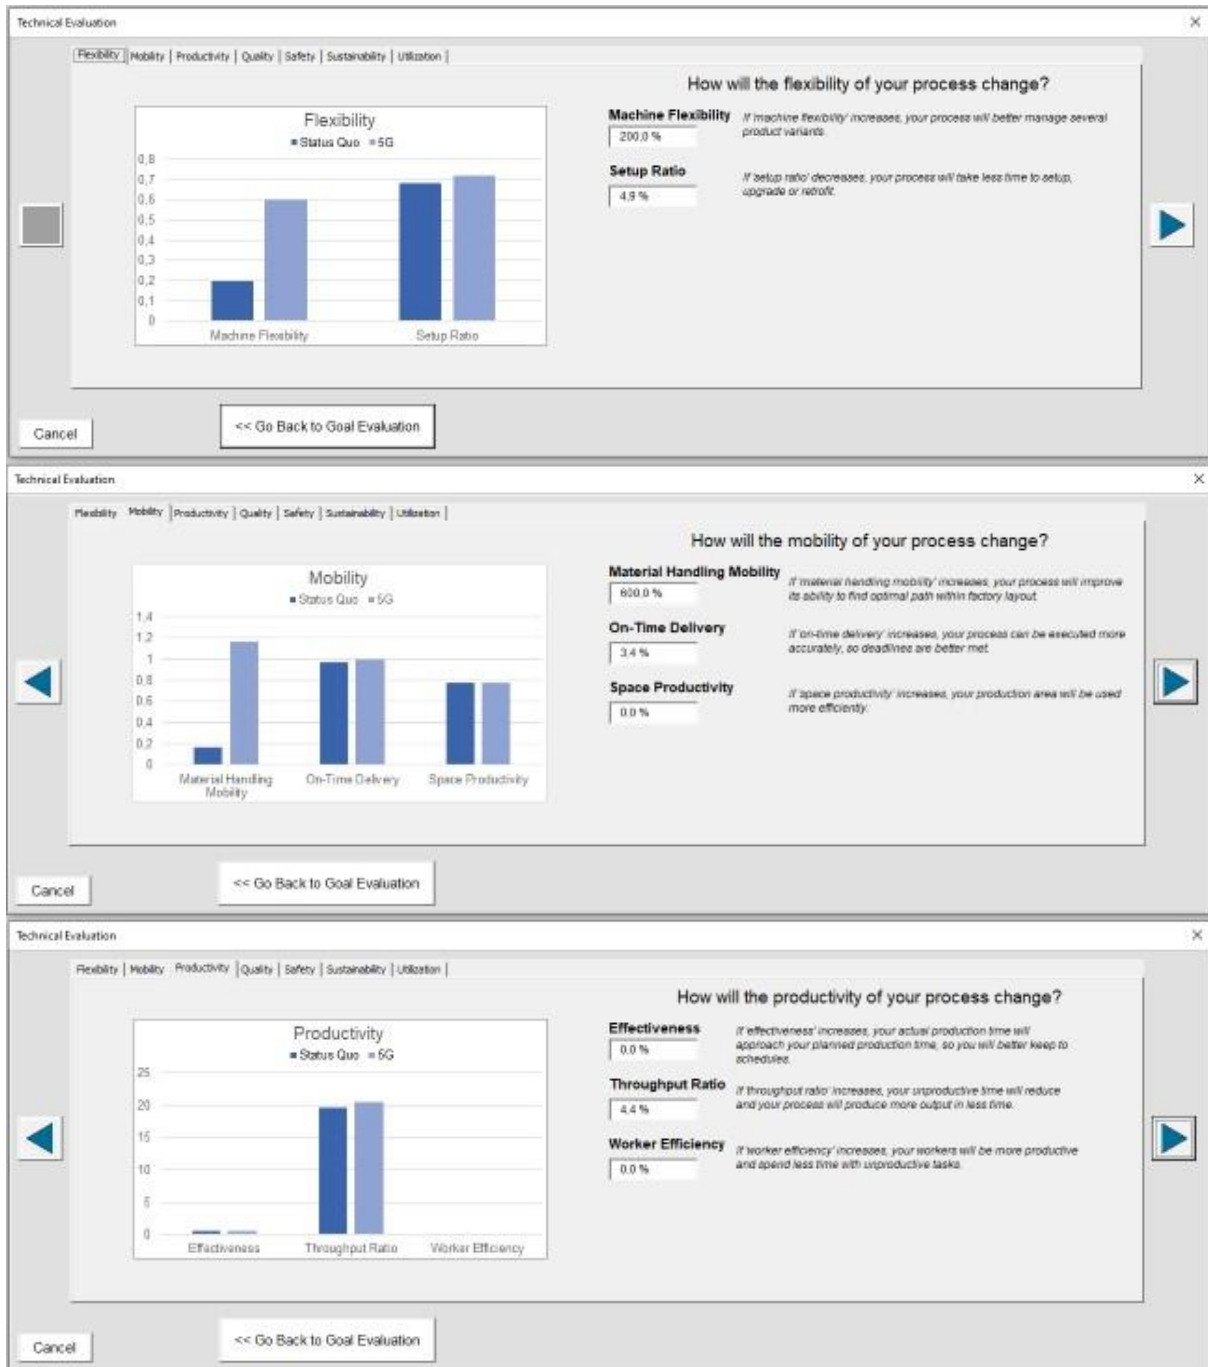 Technical Evaluation
Flexibility | Mobility | Productivity | Quality | Safety | Sustainability | Utilization |
How will the flexibility of your process change?
Flexibility
Status Quo 5G
0,8
0,7
0,6
0,5
0,4
0,3
0,2
0,1
0
Machine Flexibility Setup Ratio
Machine Flexibility
200,0 %
If 'machine flexibility' increases, your process will better manage several
product variants.
Setup Ratio
4,9 %
If 'setup ratio' decreases, your process will take less time to setup,
upgrade or retrofit.
Cancel
<< Go Back to Goal Evaluation
Technical Evaluation
Flexibility Mobility | Productivity | Quality | Safety | Sustainability | Utilization |
How will the mobility of your process change?
Mobility
Status Quo 5G
1,4
1,2
1
0,8
0,6
0,4
0,2
0
Material Handling
Mobility
On-Time Delivery Space Productivity
Material Handling Mobility
600,0 %
If 'material handling mobility' increases, your process will improve
its ability to find optimal path within factory layout.
On-Time Delivery
3,4 %
If 'on-time delivery' increases, your process can be executed more
accurately, so deadlines are better met.
Space Productivity
0,0 %
If 'space productivity' increases, your production area will be used
more efficiently.
Cancel
<< Go Back to Goal Evaluation
Technical Evaluation
Flexibility | Mobility Productivity | Quality | Safety | Sustainability | Utilization |
How will the productivity of your process change?
Productivity
Status Quo 5G
25
20
15
10
5
0
Effectiveness Throughput Ratio Worker Efficiency
Effectiveness
0,0 %
If 'effectiveness' increases, your actual production time will
approach your planned production time, so you will better keep to
schedules.
Throughput Ratio
4,4 %
If 'throughput ratio' increases, your unproductive time will reduce
and your process will produce more output in less time.
Worker Efficiency
0,0 %
If 'worker efficiency' increases, your workers will be more productive
and spend less time with unproductive tasks.
Cancel
<< Go Back to Goal Evaluation